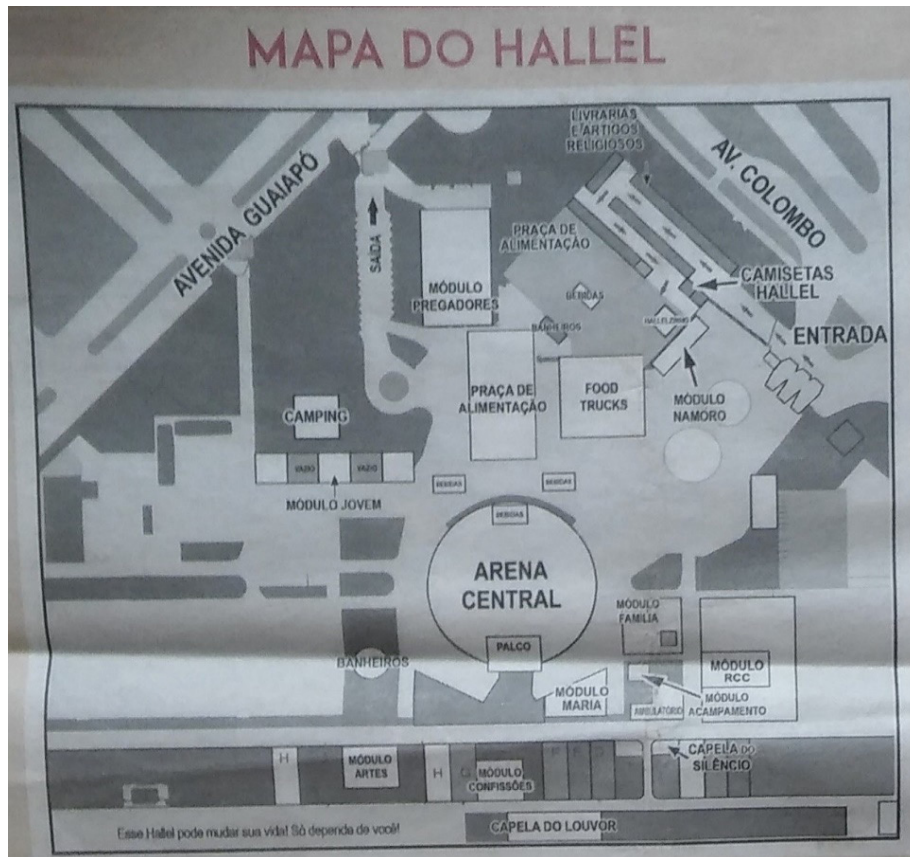 MAPA DO HALLEL
LIVRARIAS
E ARTIGOS
RELIGIOSOS
AV. COLOMBO
AVENIDA GUAIAPÓ
SAÍDA
PRAÇA DE
ALIMENTAÇÃO
MÓDULO
PREGADORES
CAMISETAS
HALLEL
BEBIDAS
HALLELZINHO
BANHEIROS
ENTRADA
PRAÇA DE
ALIMENTAÇÃO
FOOD
TRUCKS
MÓDULO
NAMORO
CAMPING
VAZIO
VAZIO
MÓDULO JOVEM
BEBIDAS
BEBIDAS
BEBIDAS
ARENA
CENTRAL
MÓDULO
FAMÍLIA
PALCO
BANHEIROS
MÓDULO
RCC
MÓDULO
MARIA
MÓDULO
ACAMPAMENTO
AMBULATÓRIO
H
MÓDULO
ARTES
H
G
MÓDULO
CONFISSÕES
F
CAPELA DO
SILÊNCIO
Esse Hallel pode mudar sua vida! Só depende de você!
CAPELA DO LOUVOR